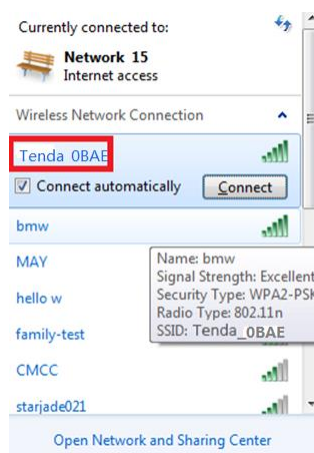 Currently connected to:
Network 15
Internet access
Wireless Network Connection
Tenda 0BAE
Connect automatically
Connect
bmw
MAY
Name: bmw
Signal Strength: Excellent
hello w
Security Type: WPA2-PSK
Radio Type: 802.11n
family-test
SSID: Tenda_0BAE
CMCC
starjade021
Open Network and Sharing Center